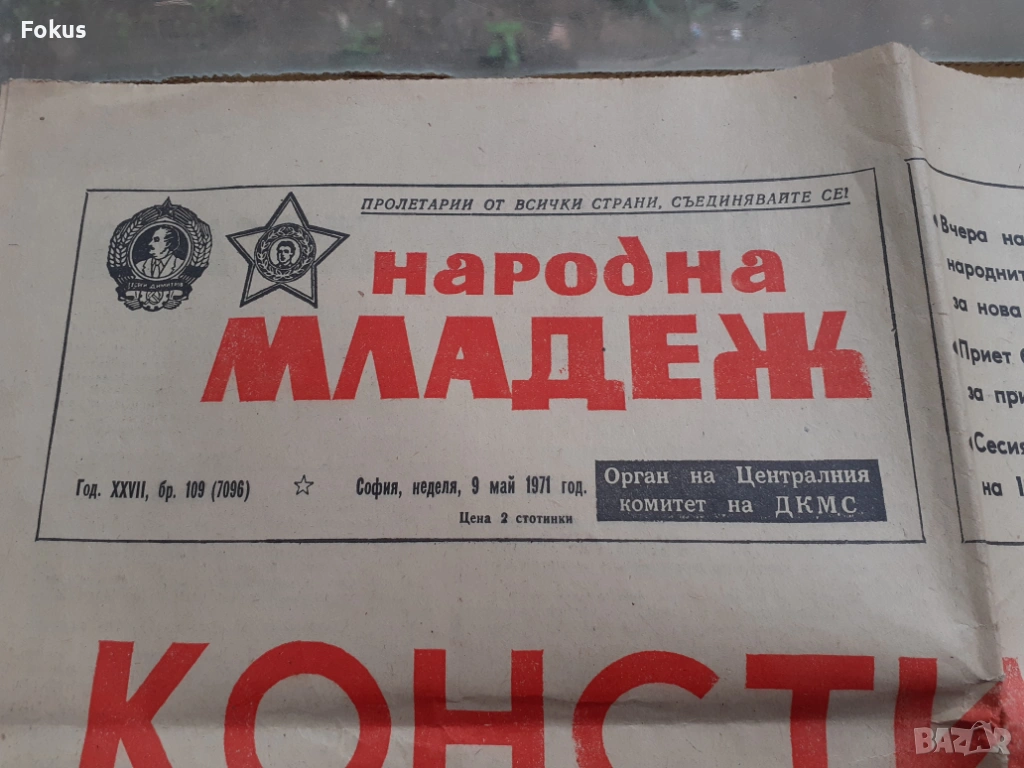 Fokus
ПРОЛЕТАРИИ ОТ ВСИЧКИ СТРАНИ, СЪЕДИНЯВАЙТЕ СЕ!
НАРОДНА
МЛАДЕЖ
Год. XXVII, бр. 109 (7096) ☆ София, неделя, 9 май 1971 год.
Цена 2 стотинки
Орган на Централния
комитет на ДКМС
Вчера на
народнит
за нова
Приет
за при
Сесия
на
КОНСТИ
BAZAR